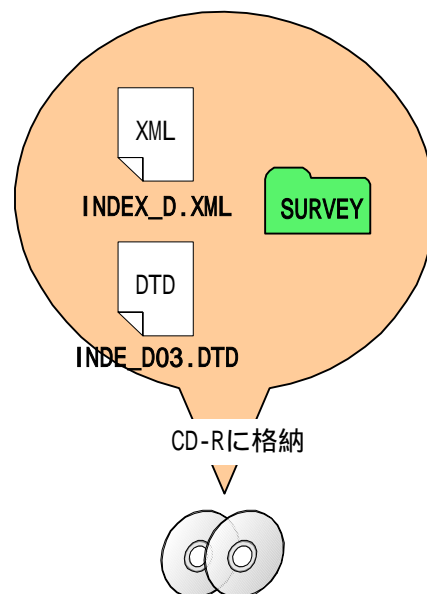 XML
INDEX_D.XML
SURVEY
DTD
INDE_D03.DTD
CD-Rに格納